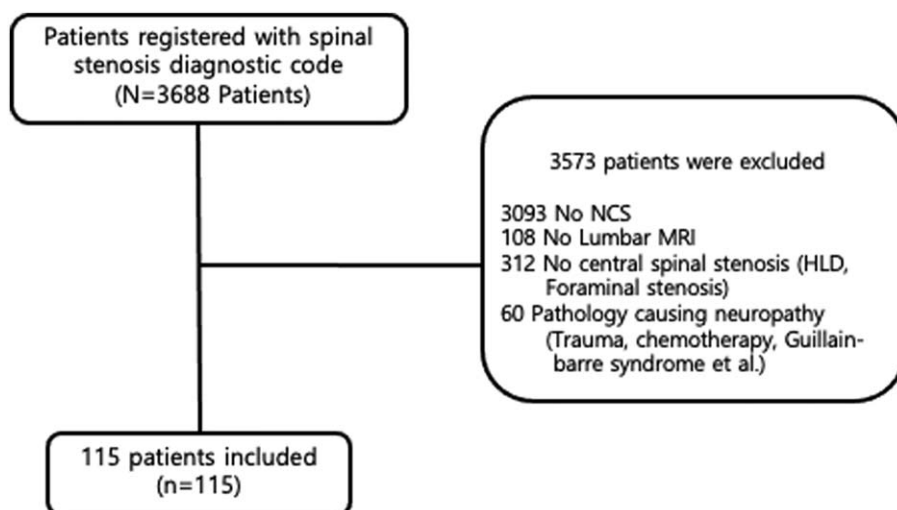 Patients registered with spinal
stenosis diagnostic code
(N=3688 Patients)
3573 patients were excluded
3093 No NCS
108 No Lumbar MRI
312 No central spinal stenosis (HLD,
Foraminal stenosis)
60 Pathology causing neuropathy
(Trauma, chemotherapy, Guillain-
barre syndrome et al.)
115 patients included
(n=115)